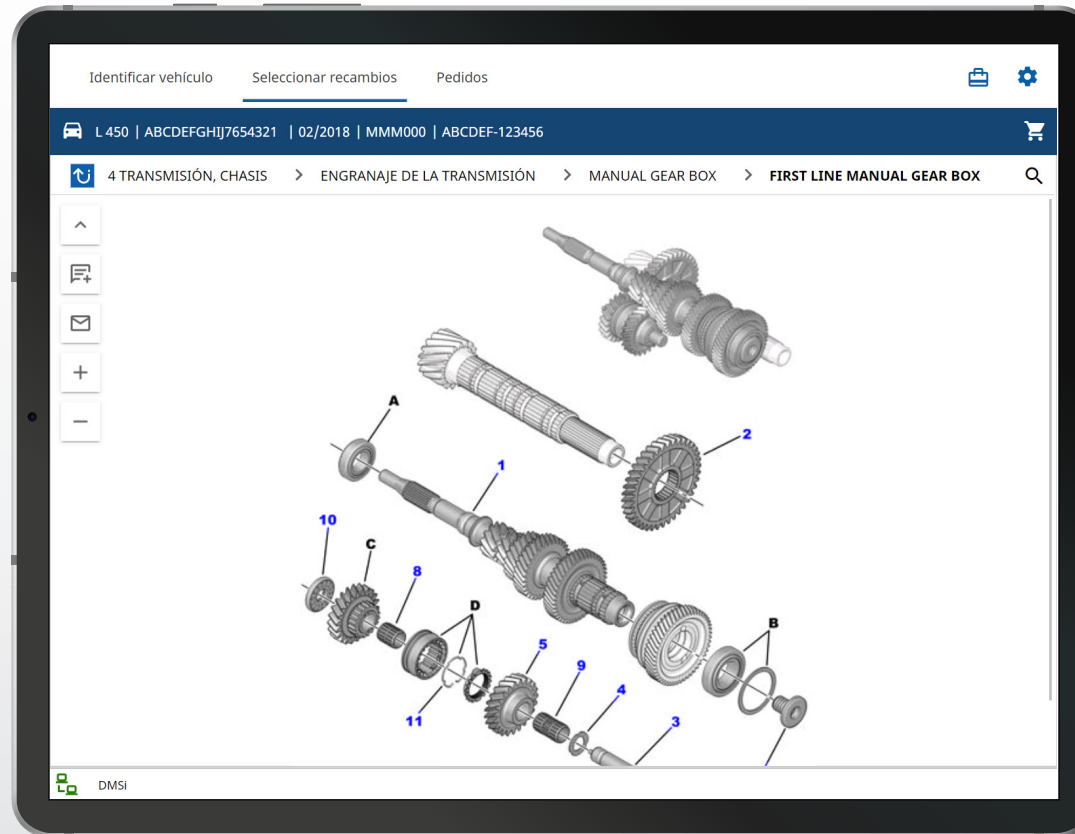 Identificar vehículo Seleccionar recambios Pedidos
L 450 | ABCDEFGHIJ7654321 | 02/2018 | MMM000 | ABCDEF-123456
4 TRANSMISIÓN, CHASIS > ENGRANAJE DE LA TRANSMISIÓN > MANUAL GEAR BOX > FIRST LINE MANUAL GEAR BOX
A
2
1
10
C
8
D
B
5
9
4
11
3
DMSi